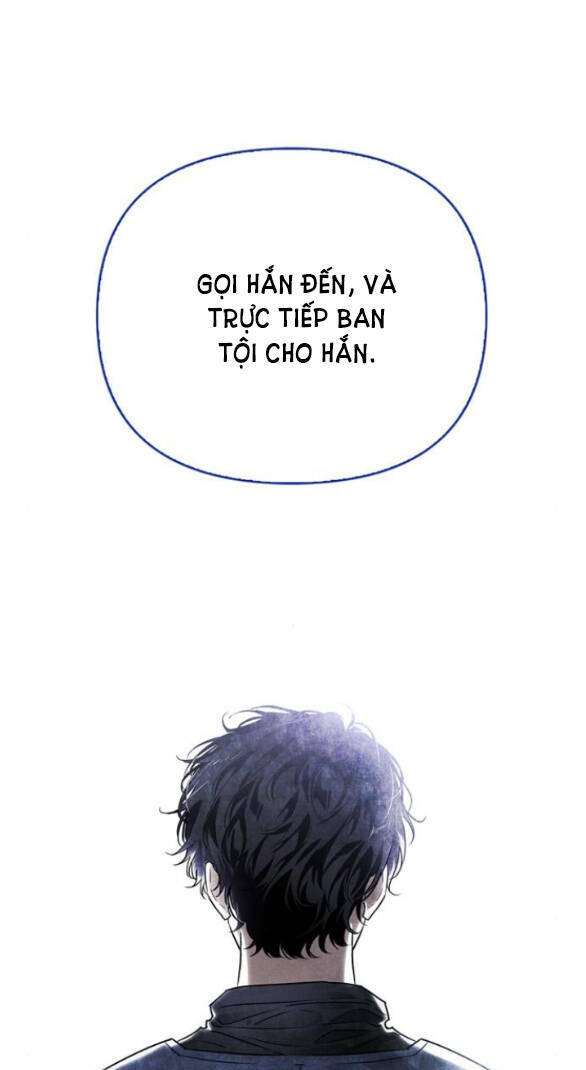 GỌI HẮN ĐẾN, VÀ
TRỰC TIẾP BAN
TỘI CHO HẮN.